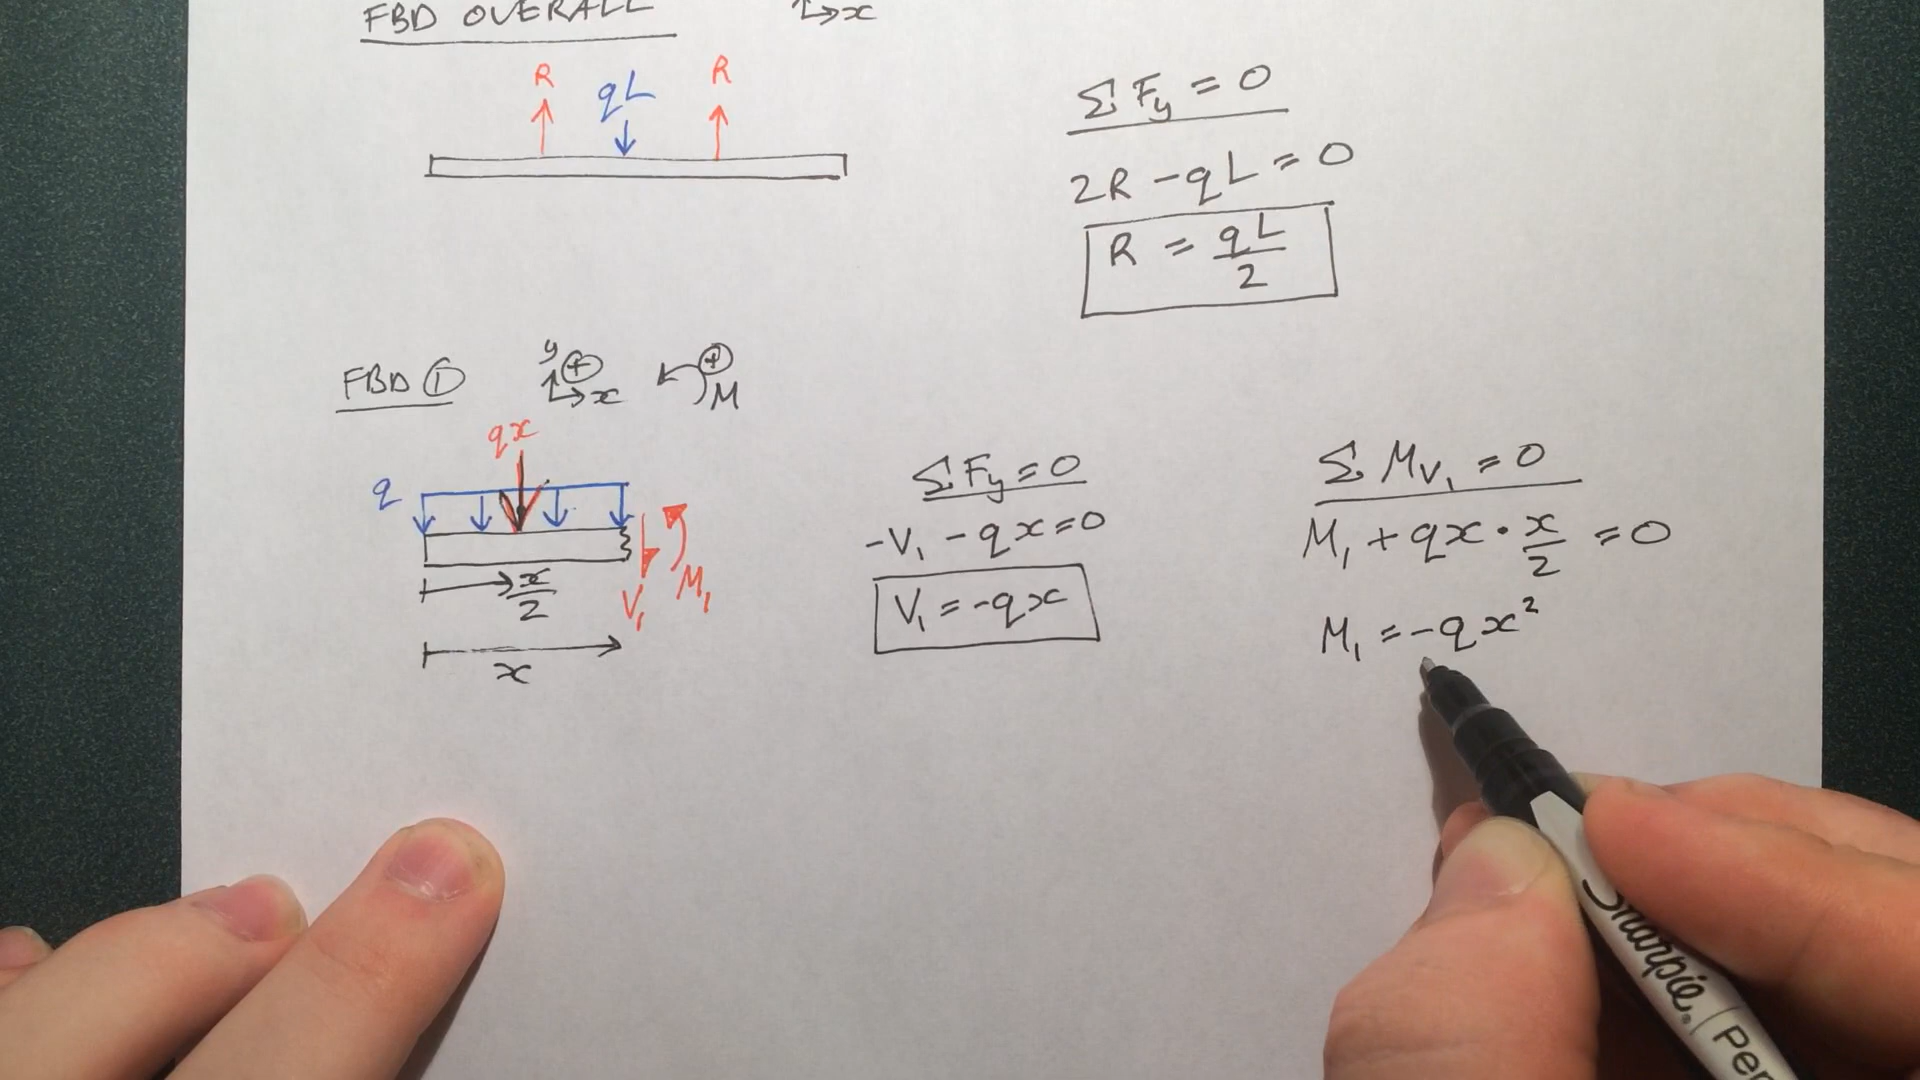 FBD OVERALL
x
R
qL
R
ΣFy = 0
2R - qL = 0
R = qL/2
FBD ①
y
+
x
+
M
qx
q
x/2
V₁
M₁
x
ΣFy = 0
-V₁ - qx = 0
V₁ = -qx
ΣMV₁ = 0
M₁ + qx · x/2 = 0
M₁ = -qx²
Sharpie. Pen